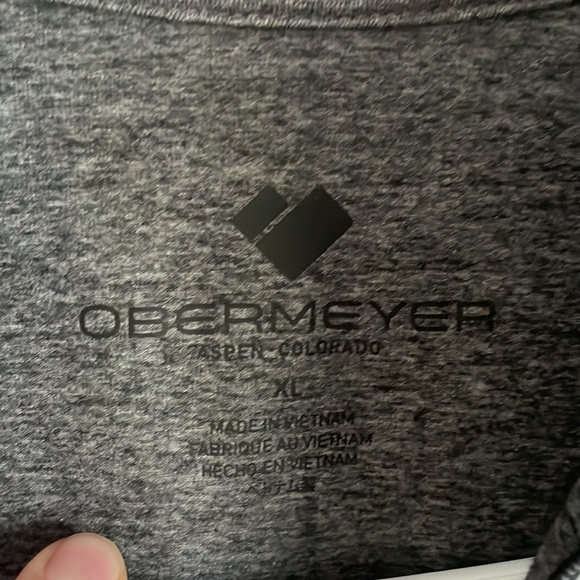 OBERMEYER
ASPEN, COLORADO
XL
MADE IN VIETNAM
FABRIQUE AU VIETNAM
HECHO EN VIETNAM